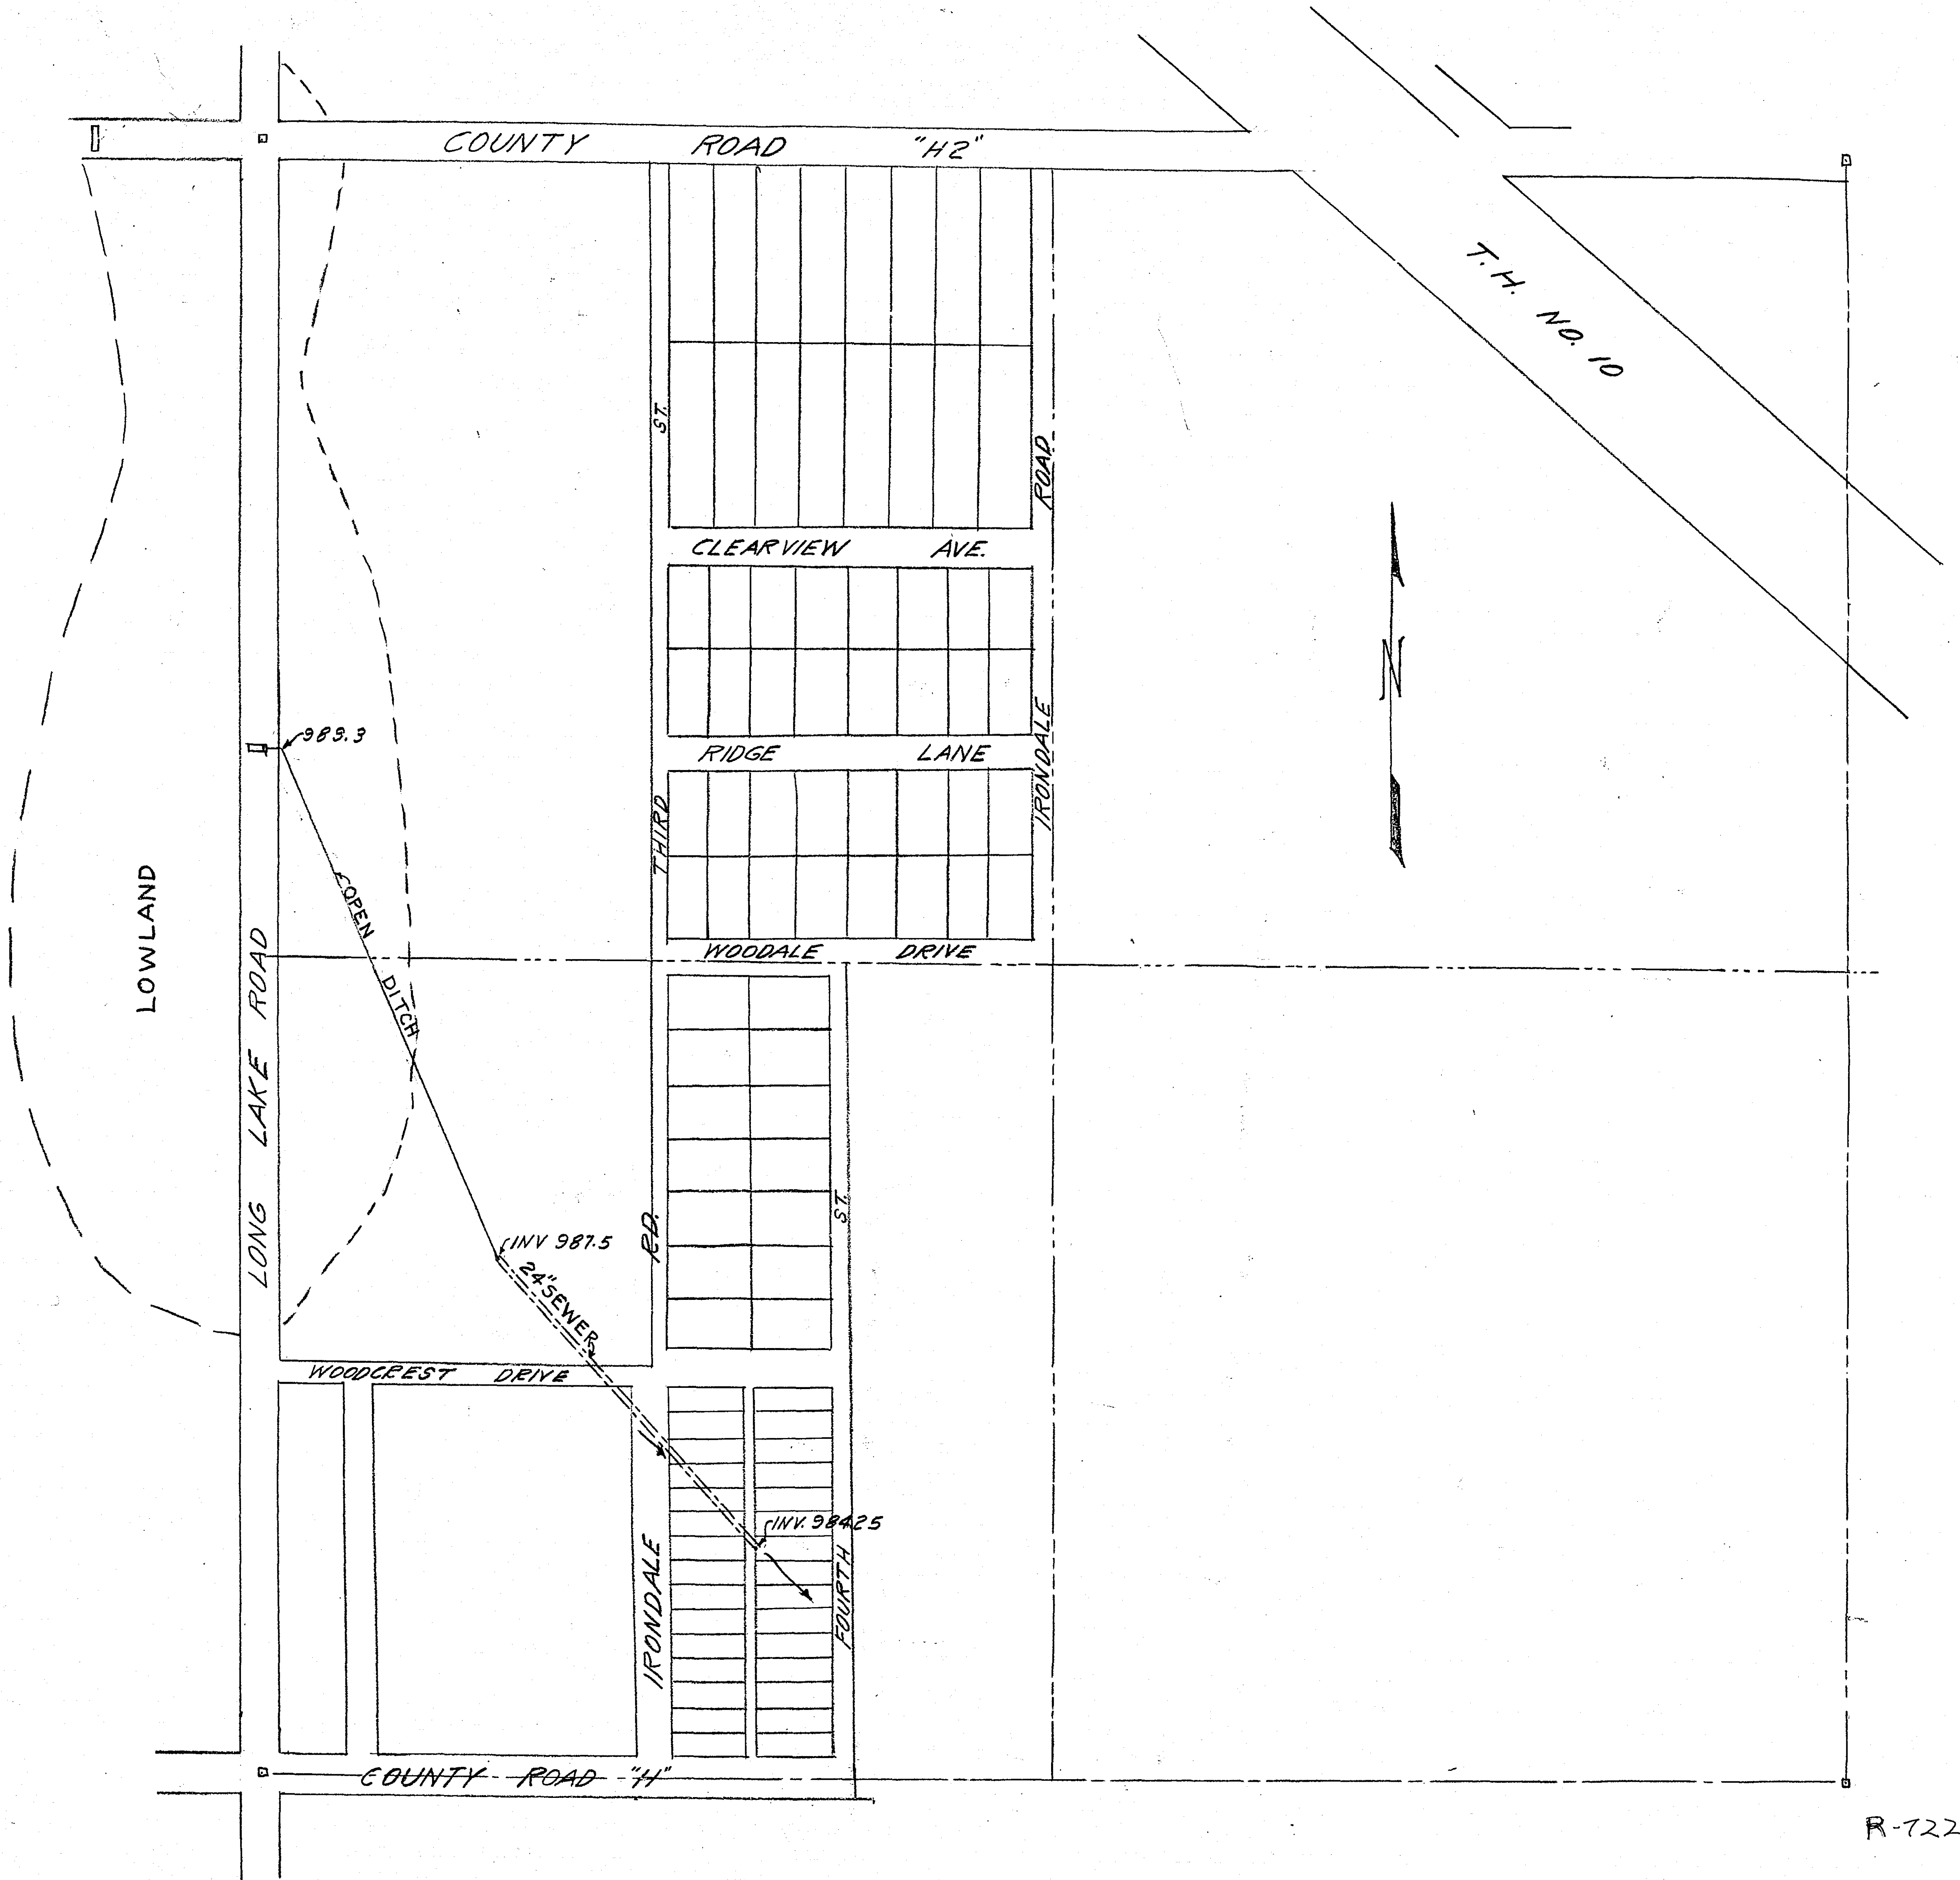 COUNTY ROAD "H2"
T.H. NO. 10
ST.
ROAD
CLEARVIEW AVE.
983.3
RIDGE LANE
IRONDALE
THIRD
LOWLAND
OPEN DITCH
WOODALE DRIVE
LONG LAKE ROAD
N
INV 987.5
24" SEWER
RD.
ST.
WOODCREST DRIVE
INV. 984.25
IRONDALE
FOURTH
COUNTY ROAD "H"
R-722